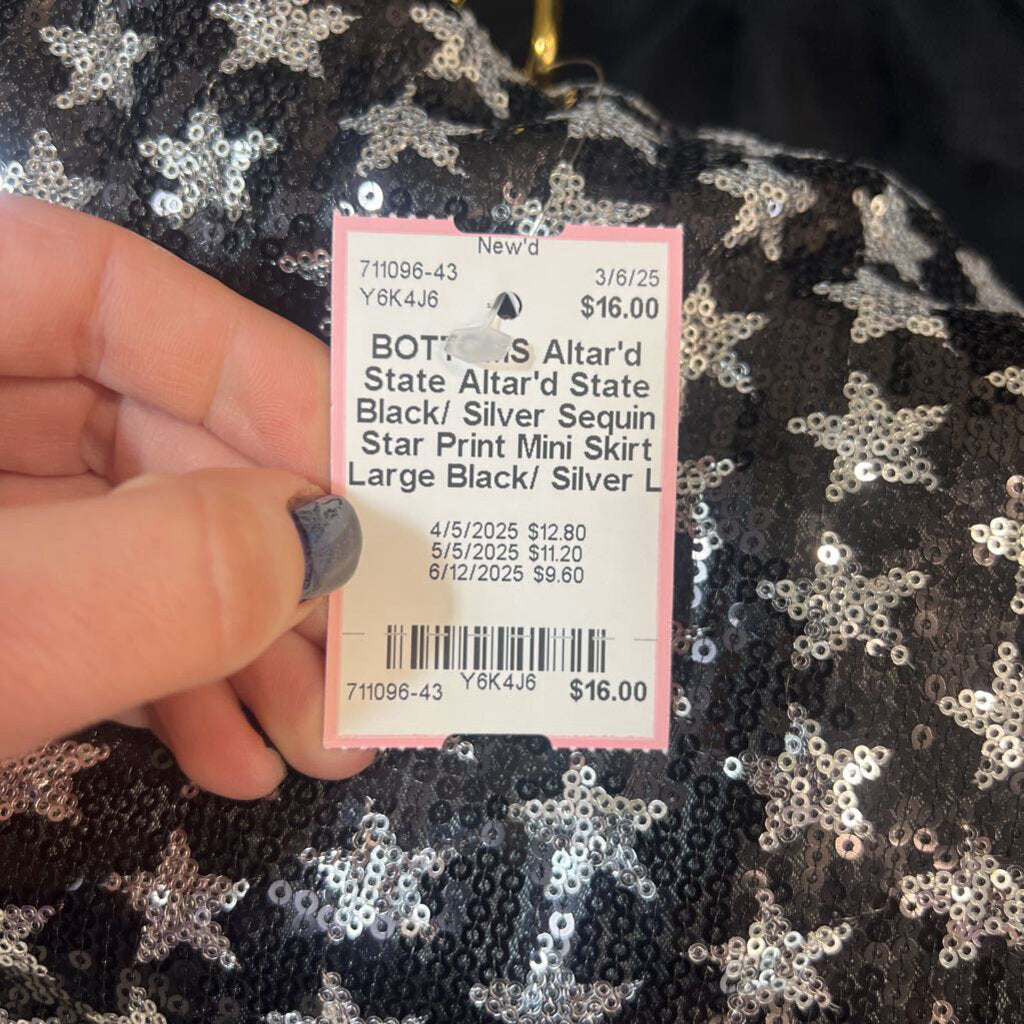 New'd
711096-43 3/6/25
Y6K4J6 $16.00
Altar'd
State Altar'd State
Black/ Silver Sequin
Star Print Mini Skirt
Large Black/ Silver L
4/5/2025 $12.80
5/5/2025 $11.20
6/12/2025 $9.60
711096-43 Y6K4J6 $16.00